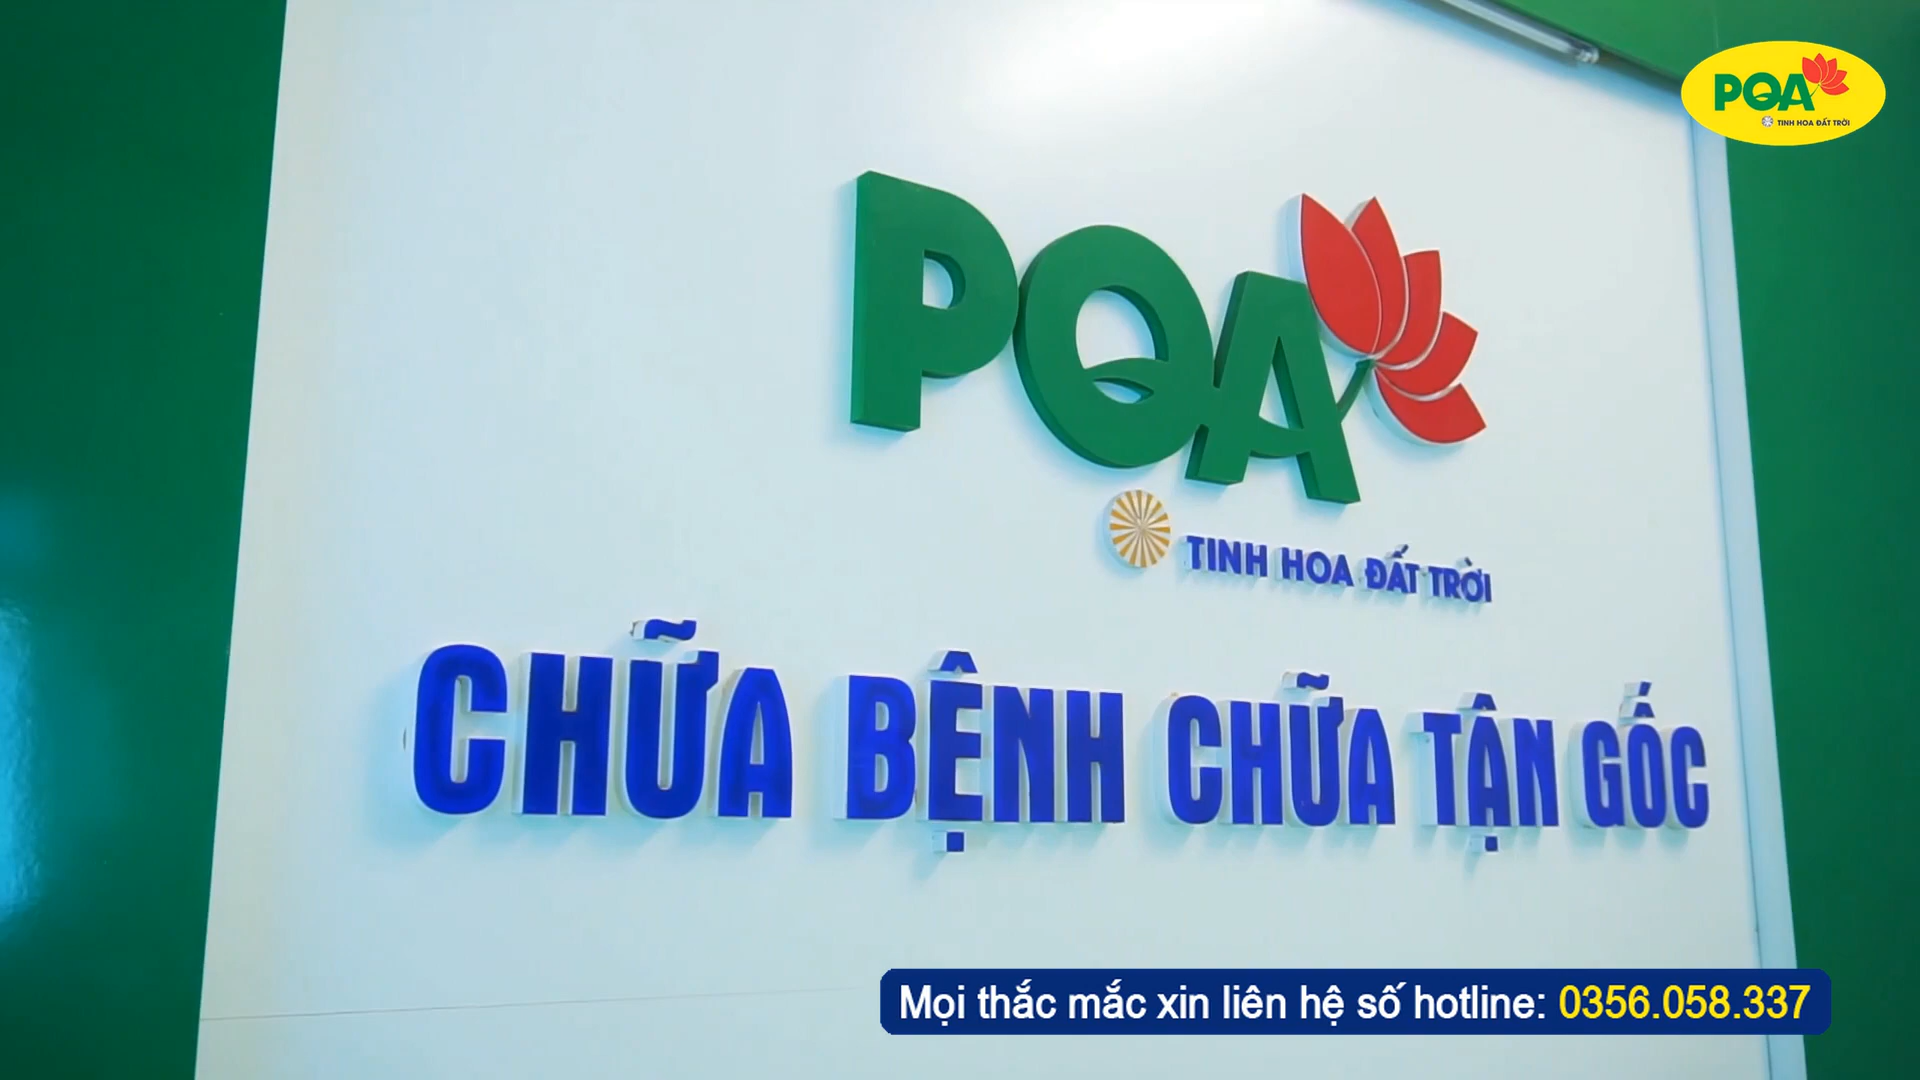 PQA
TINH HOA ĐẤT TRỜI
PQA
TINH HOA ĐẤT TRỜI
CHỮA BỆNH CHỮA TẬN GỐC
Mọi thắc mắc xin liên hệ số hotline: 0356.058.337